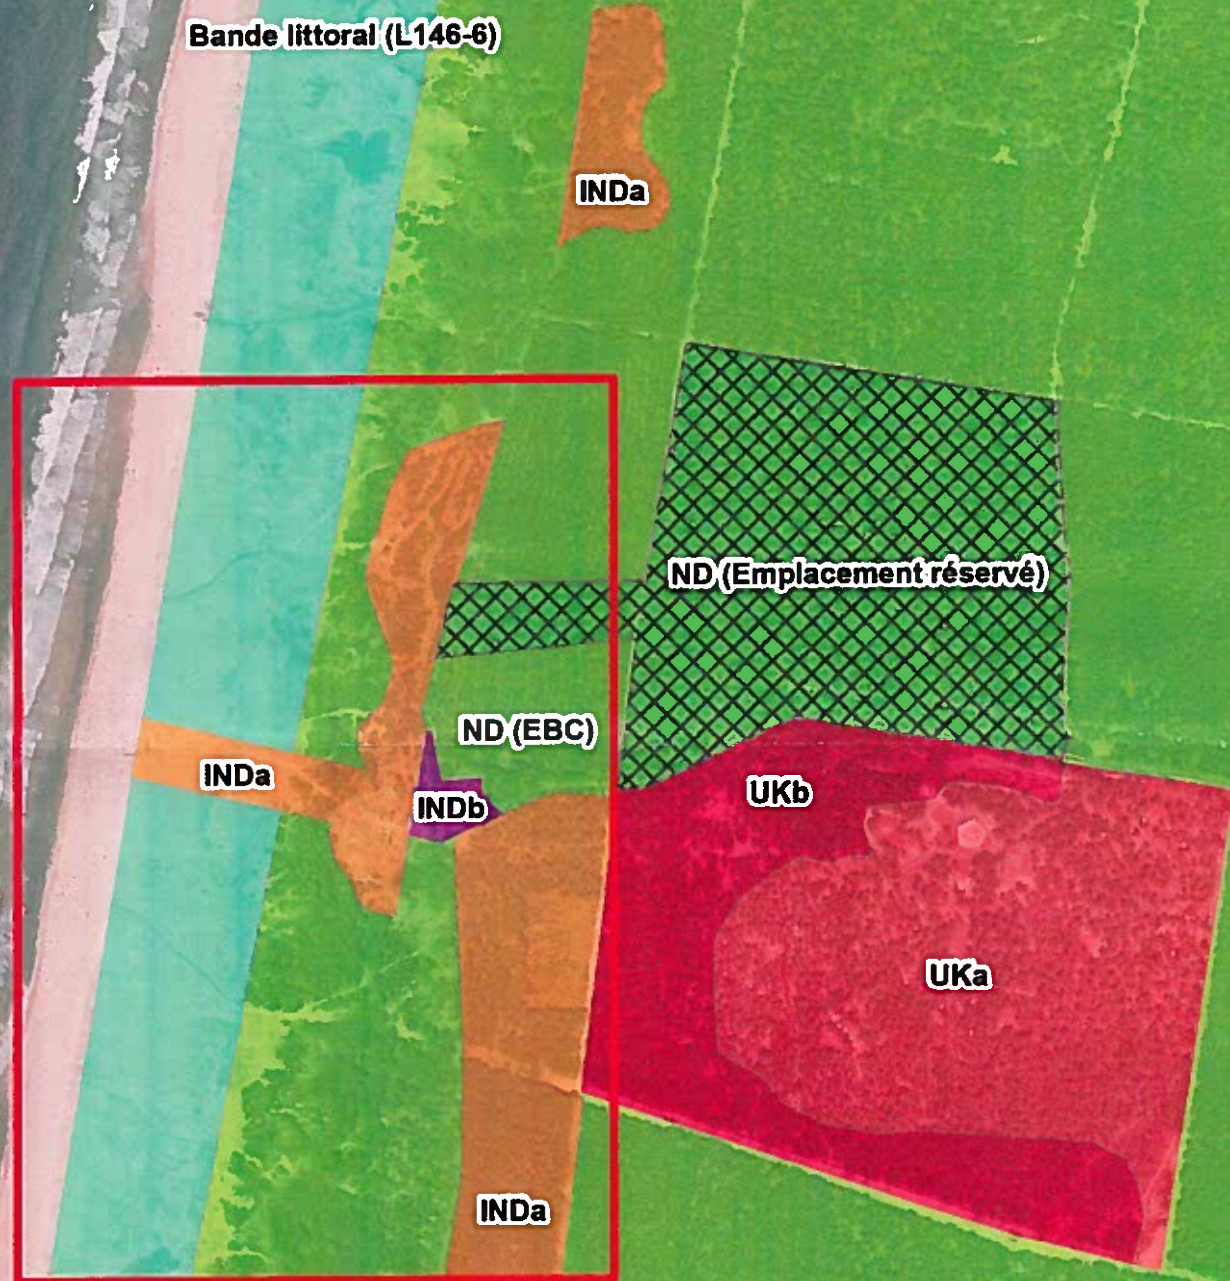 Bande littoral (L146-6)
INDa
ND (Emplacement réservé)
ND (EBC)
INDa
UKb
INDb
UKa
INDa